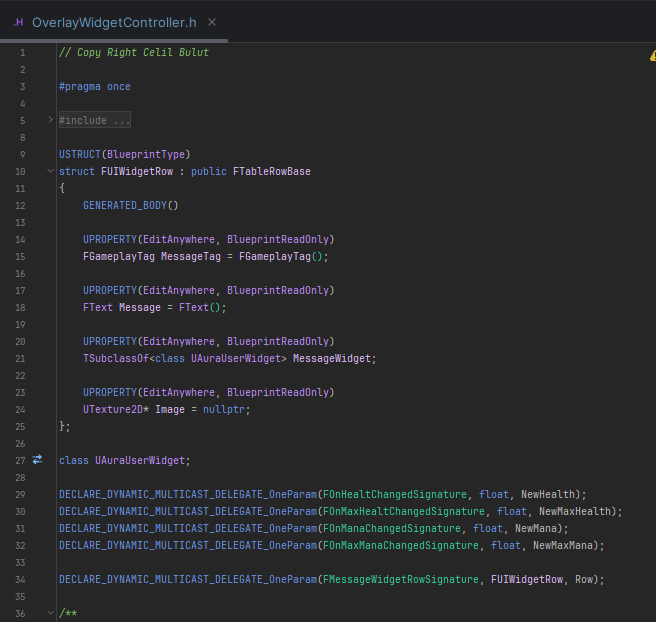 .H OverlayWidgetController.h ×
1 // Copy Right Celil Bulut
2
3 #pragma once
4
5 #include ...
8
9 USTRUCT(BlueprintType)
10 struct FUIWidgetRow : public FTableRowBase
11 {
12 GENERATED_BODY()
13
14 UPROPERTY(EditAnywhere, BlueprintReadOnly)
15 FGameplayTag MessageTag = FGameplayTag();
16
17 UPROPERTY(EditAnywhere, BlueprintReadOnly)
18 FText Message = FText();
19
20 UPROPERTY(EditAnywhere, BlueprintReadOnly)
21 TSubclassOf<class UAuraUserWidget> MessageWidget;
22
23 UPROPERTY(EditAnywhere, BlueprintReadOnly)
24 UTexture2D* Image = nullptr;
25 };
26
27 class UAuraUserWidget;
28
29 DECLARE_DYNAMIC_MULTICAST_DELEGATE_OneParam(FOnHealtChangedSignature, float, NewHealth);
30 DECLARE_DYNAMIC_MULTICAST_DELEGATE_OneParam(FOnMaxHealtChangedSignature, float, NewMaxHealth);
31 DECLARE_DYNAMIC_MULTICAST_DELEGATE_OneParam(FOnManaChangedSignature, float, NewMana);
32 DECLARE_DYNAMIC_MULTICAST_DELEGATE_OneParam(FOnMaxManaChangedSignature, float, NewMaxMana);
33
34 DECLARE_DYNAMIC_MULTICAST_DELEGATE_OneParam(FMessageWidgetRowSignature, FUIWidgetRow, Row);
35
36 /**